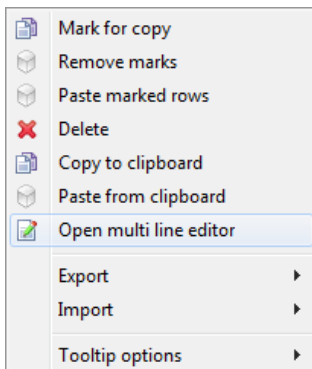 Mark for copy
Remove marks
Paste marked rows
Delete
Copy to clipboard
Paste from clipboard
Open multi line editor
Export
Import
Tooltip options